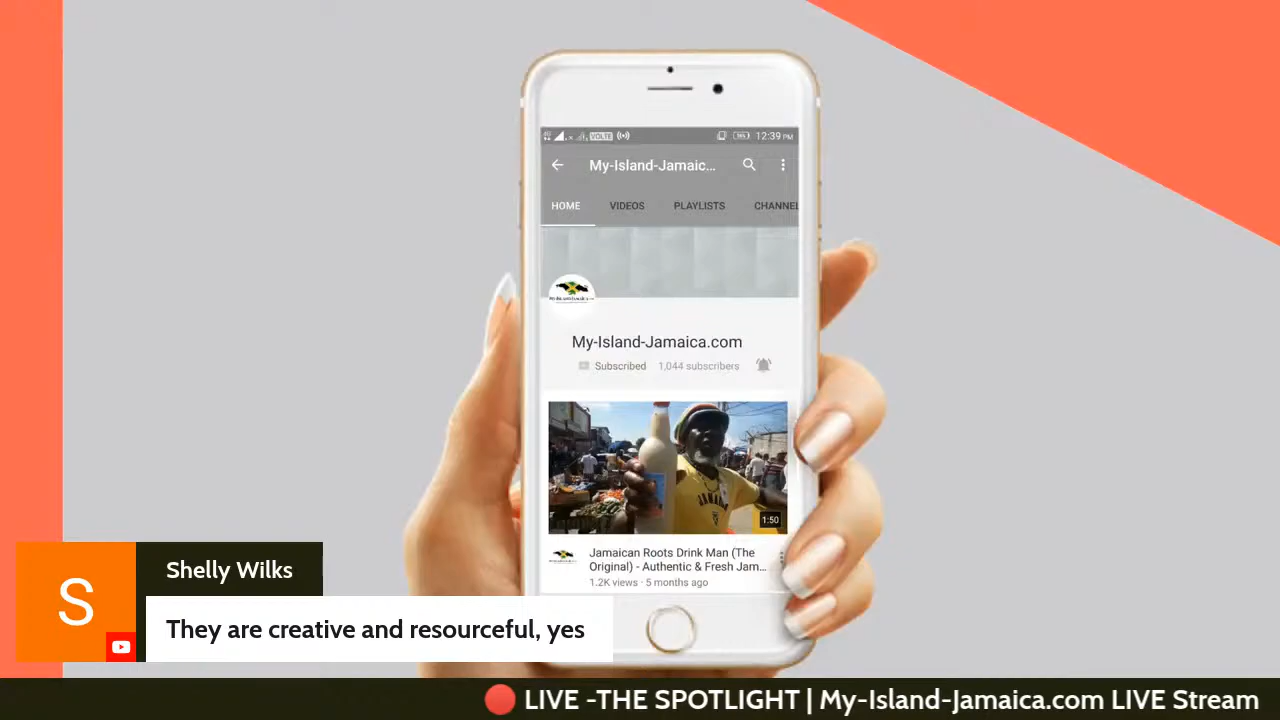 VOLTE 12:39 PM
My-Island-Jamaic...
HOME VIDEOS PLAYLISTS CHANNEL
My-Island-Jamaica.com
Subscribed 1,044 subscribers
JAMAICA
1:50
Jamaican Roots Drink Man (The
Original) - Authentic & Fresh Jam...
1.2K views · 5 months ago
S
Shelly Wilks
They are creative and resourceful, yes
LIVE -THE SPOTLIGHT | My-Island-Jamaica.com LIVE Stream